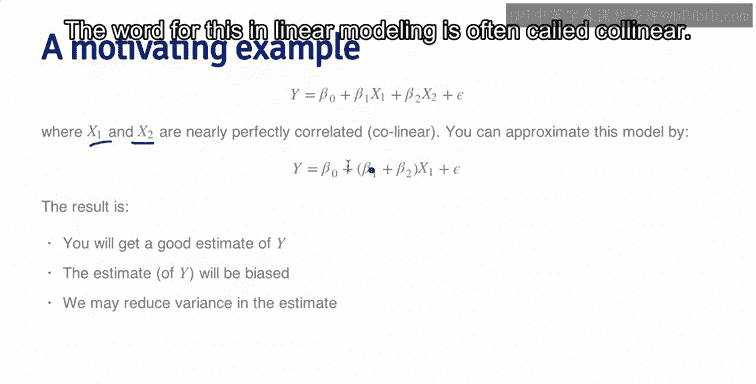 The word for this in linear modeling is often called collinear.
A motivating example
Y = β₀ + β₁X₁ + β₂X₂ + ϵ
where X₁ and X₂ are nearly perfectly correlated (co-linear). You can approximate this model by:
Y = β₀ + (β₁ + β₂)X₁ + ϵ
The result is:
· You will get a good estimate of Y
· The estimate (of Y) will be biased
· We may reduce variance in the estimate